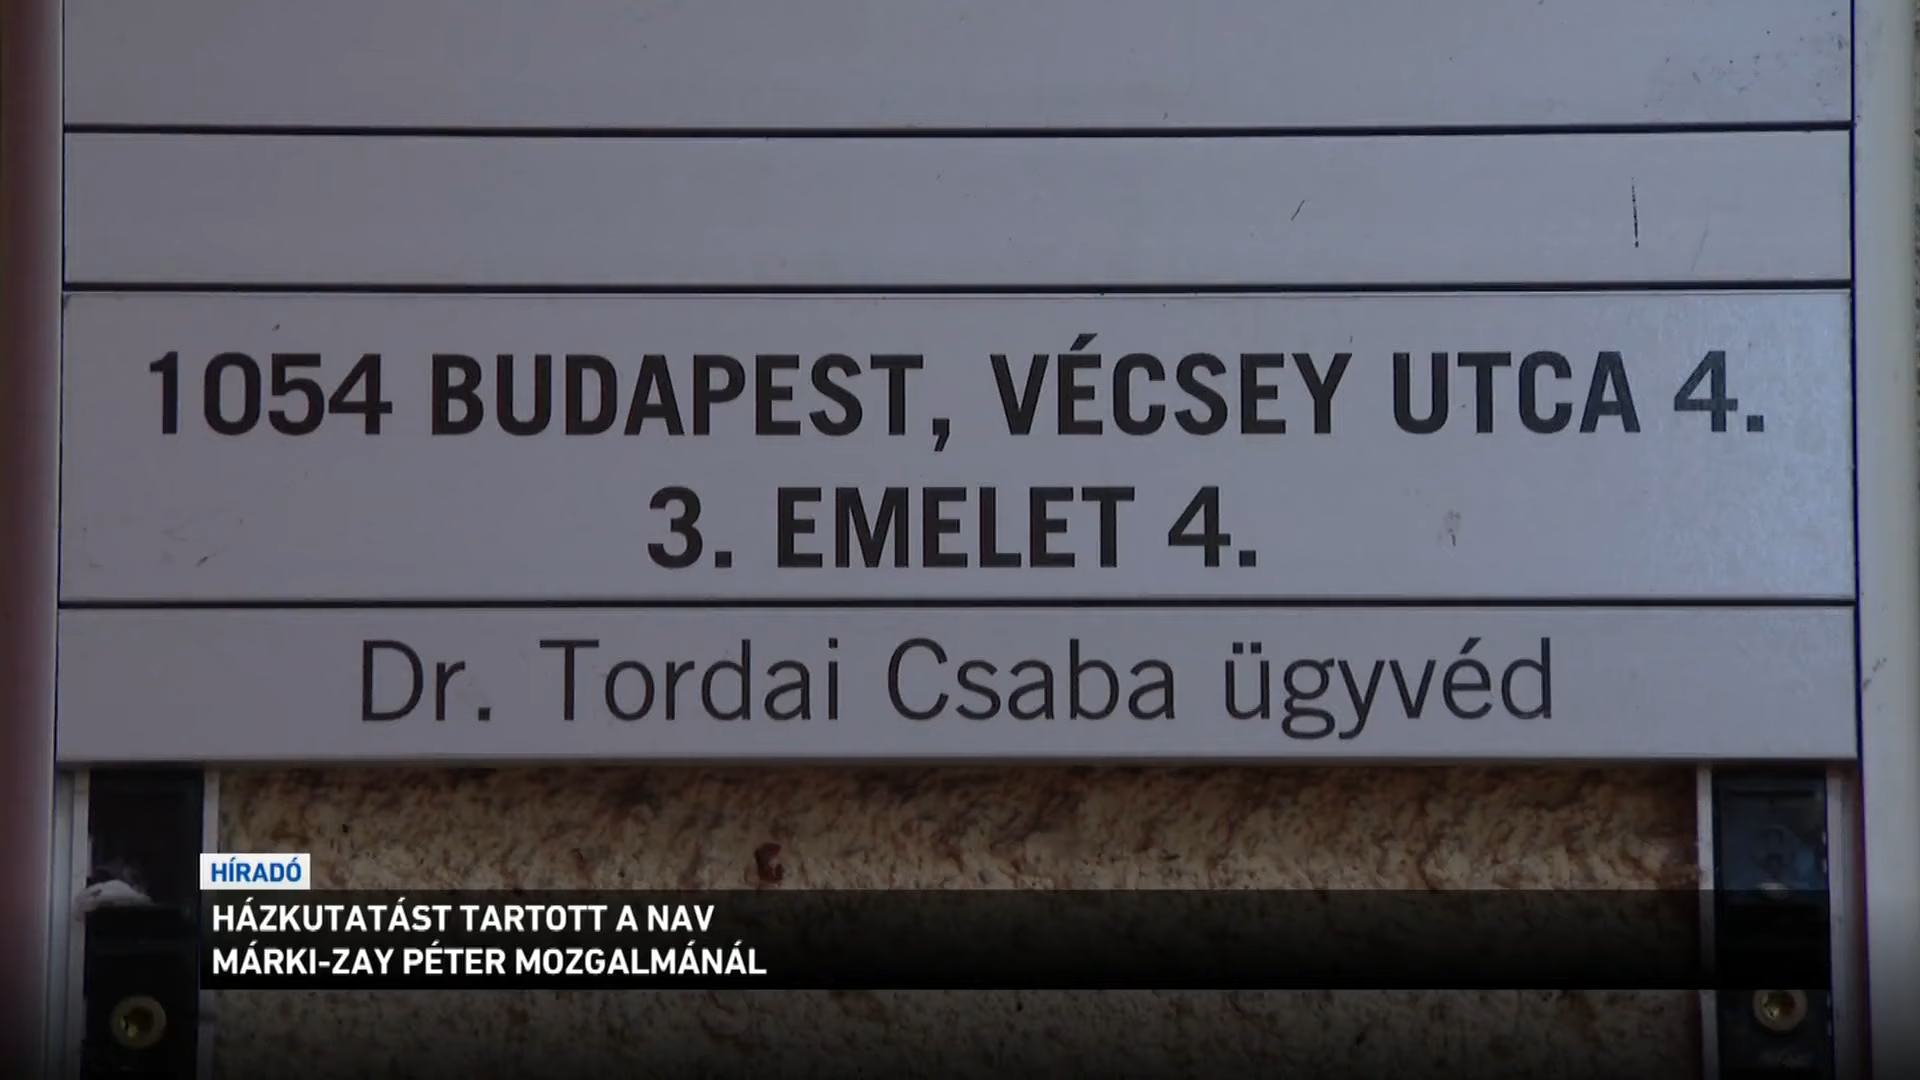 1054 BUDAPEST, VÉCSEY UTCA 4.
3. EMELET 4.
Dr. Tordai Csaba ügyvéd
HÍRADÓ
HÁZKUTATÁST TARTOTT A NAV
MÁRKI-ZAY PÉTER MOZGALMÁNÁL